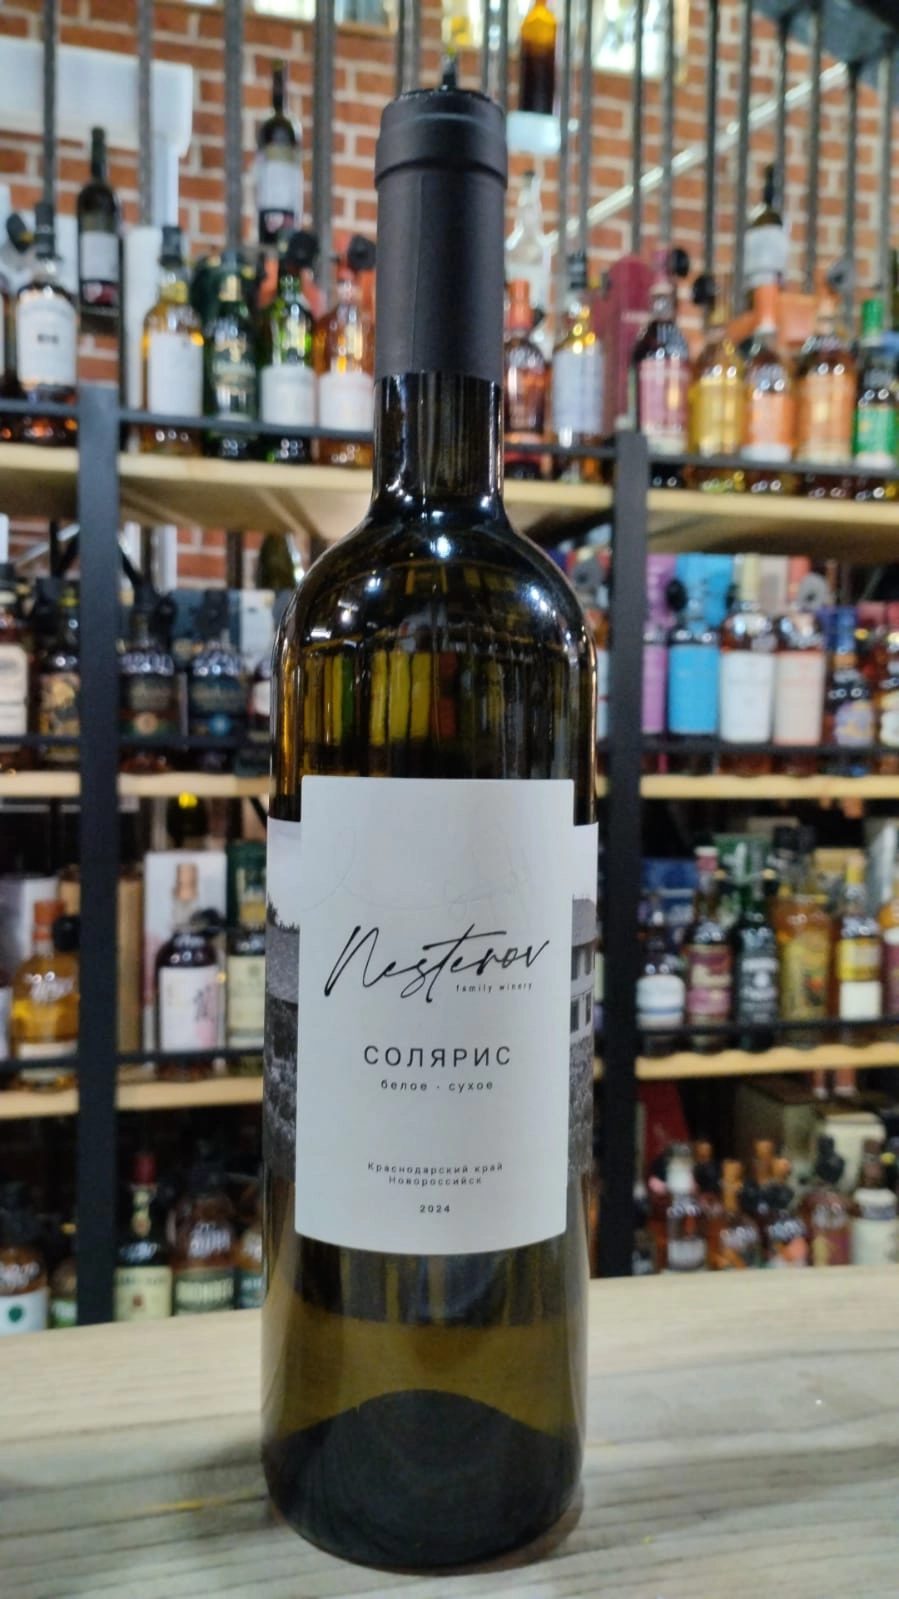 Nesterov
family winery
СОЛЯРИС
белое · сухое
Краснодарский край
Новороссийск
2024